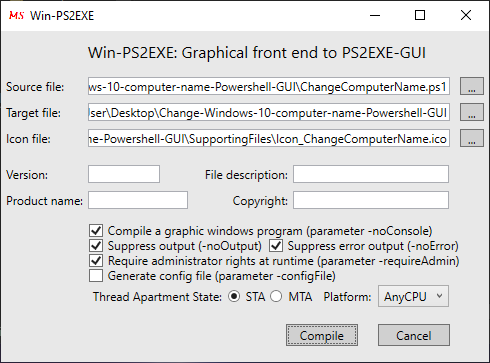 MS Win-PS2EXE
Win-PS2EXE: Graphical front end to PS2EXE-GUI
Source file: ws-10-computer-name-Powershell-GUI\ChangeComputerName.ps1 ...
Target file: Jser\Desktop\Change-Windows-10-computer-name-Powershell-GUI ...
Icon file: ne-Powershell-GUI\SupportingFiles\Icon_ChangeComputerName.ico ...
Version: File description:
Product name: Copyright:
Compile a graphic windows program (parameter -noConsole)
Suppress output (-noOutput) Suppress error output (-noError)
Require administrator rights at runtime (parameter -requireAdmin)
Generate config file (parameter -configFile)
Thread Apartment State: STA MTA Platform: AnyCPU
Compile Cancel